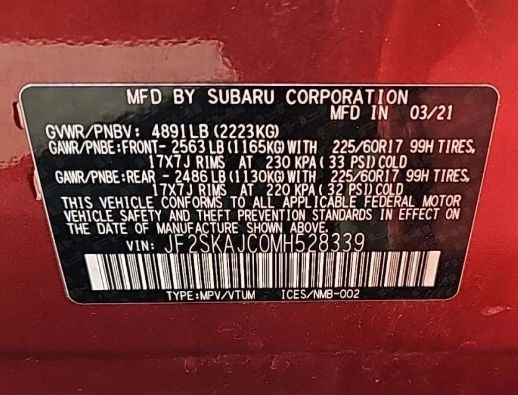 MFD BY SUBARU CORPORATION
MFD IN 03/21
GVWR/PNBV: 4891LB (2223KG)
GAWR/PNBE:FRONT- 2563LB (1165KG)WITH 225/60R17 99H TIRES,
17X7J RIMS AT 230 KPA (33 PSI)COLD
GAWR/PNBE:REAR - 2486LB (1130KG)WITH 225/60R17 99H TIRES,
17X7J RIMS AT 220 KPA (32 PSI)COLD
THIS VEHICLE CONFORMS TO ALL APPLICABLE FEDERAL MOTOR
VEHICLE SAFETY AND THEFT PREVENTION STANDARDS IN EFFECT ON
THE DATE OF MANUFACTURE SHOWN ABOVE.
VIN: JF2SKAJC0MH528339
TYPE:MPV/VTUM ICES/NMB-002